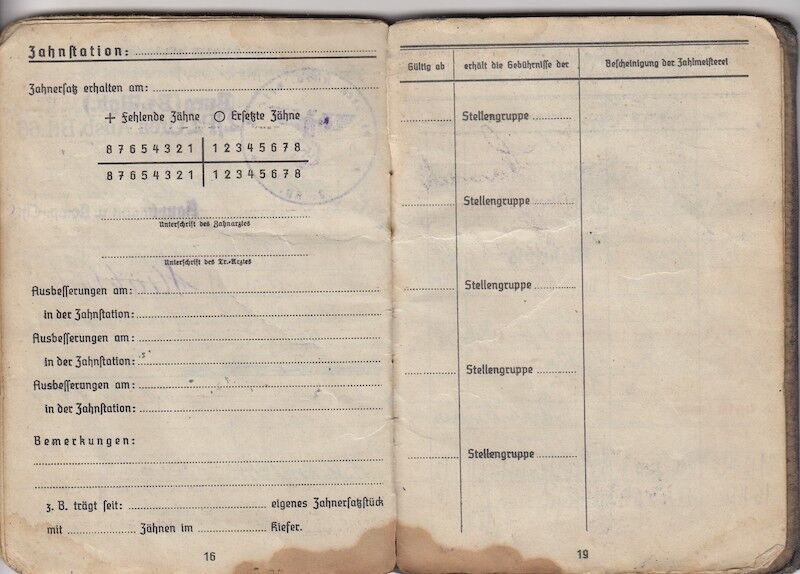 Zahnstation:
Zahnersatz erhalten am:
+ Fehlende Zähne O Ersetzte Zähne
8 7 6 5 4 3 2 1 | 1 2 3 4 5 6 7 8
8 7 6 5 4 3 2 1 | 1 2 3 4 5 6 7 8
Unterschrift des Zahnarztes
Unterschrift des Tr.-Arztes
Ausbesserungen am:
in der Zahnstation:
Ausbesserungen am:
in der Zahnstation:
Ausbesserungen am:
in der Zahnstation:
Bemerkungen:
z. B. trägt seit: eigenes Zahnersatzstück
mit Zähnen im Kiefer.
16
Gültig ab erhält die Gebührnisse der Bescheinigung der Zahlmeisterei
Stellengruppe
Stellengruppe
Stellengruppe
Stellengruppe
Stellengruppe
19